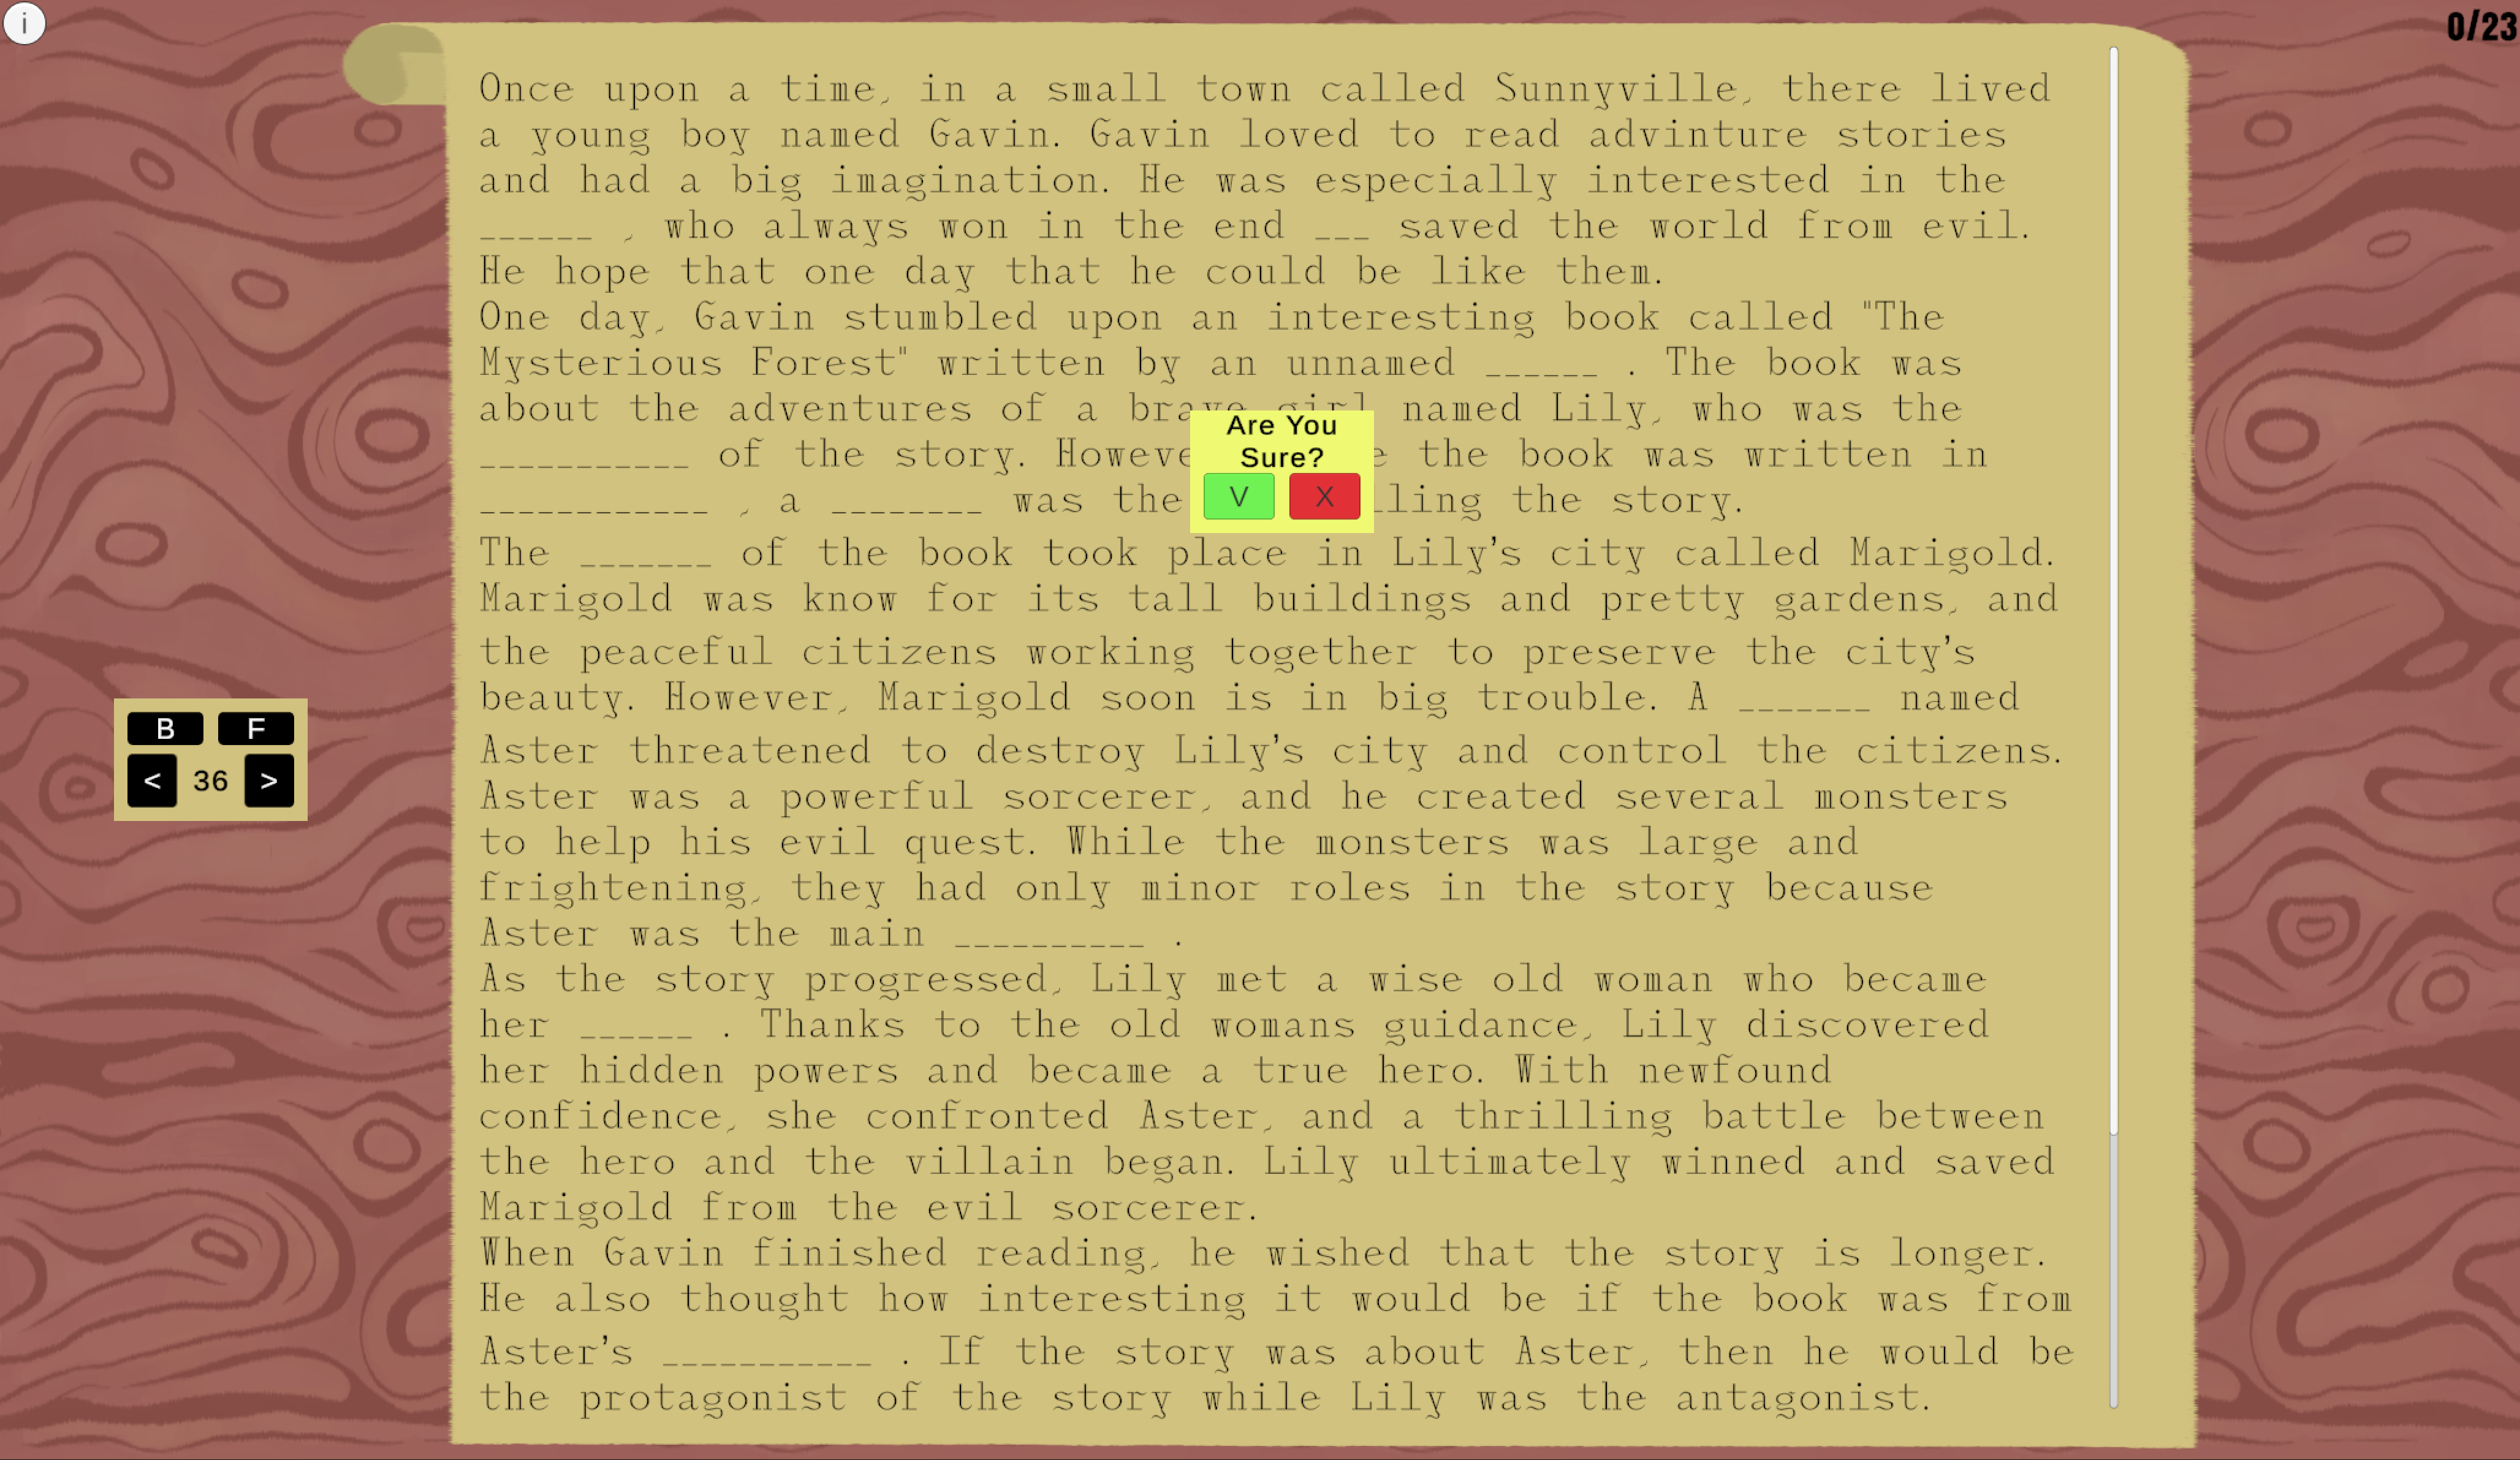 i
0/23
Once upon a time, in a small town called Sunnyville, there lived
a young boy named Gavin. Gavin loved to read advinture stories
and had a big imagination. He was especially interested in the
______ , who always won in the end ___ saved the world from evil.
He hope that one day that he could be like them.
One day, Gavin stumbled upon an interesting book called "The
Mysterious Forest" written by an unnamed ______ . The book was
about the adventures of a brave girl named Lily, who was the
___________ of the story. the book was written in
____________ , a ________ was the the story.
The _______ of the book took place in Lily's city called Marigold.
Marigold was know for its tall buildings and pretty gardens, and
the peaceful citizens working together to preserve the city's
beauty. However, Marigold soon is in big trouble. A _______ named
Aster threatened to destroy Lily's city and control the citizens.
Aster was a powerful sorcerer, and he created several monsters
to help his evil quest. While the monsters was large and
frightening, they had only minor roles in the story because
Aster was the main __________ .
As the story progressed, Lily met a wise old woman who became
her ______ . Thanks to the old womans guidance, Lily discovered
her hidden powers and became a true hero. With newfound
confidence, she confronted Aster, and a thrilling battle between
the hero and the villain began. Lily ultimately winned and saved
Marigold from the evil sorcerer.
When Gavin finished reading, he wished that the story is longer.
He also thought how interesting it would be if the book was from
Aster's ___________ . If the story was about Aster, then he would be
the protagonist of the story while Lily was the antagonist.
Are You
Sure?
V X
B F
< 36 >